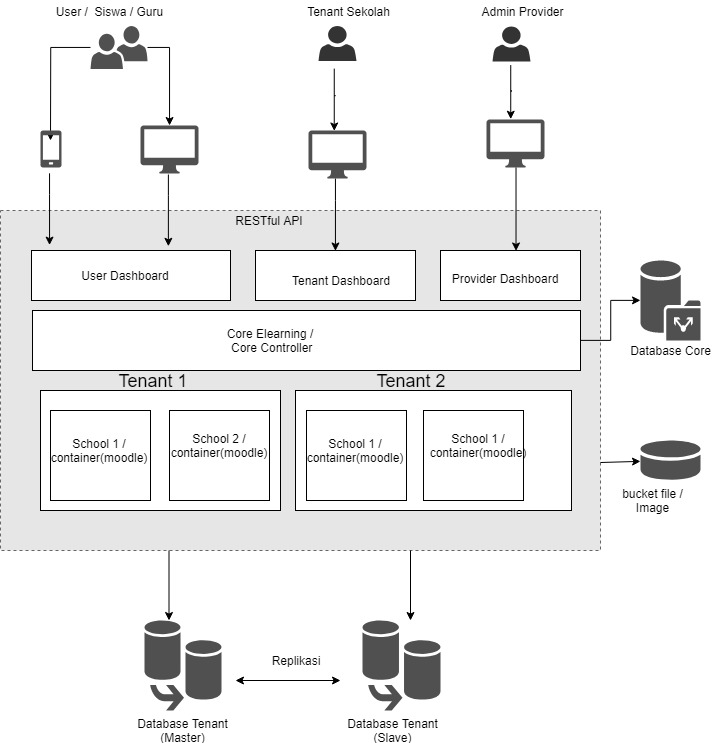 User /  Siswa / Guru
Tenant Sekolah
Admin Provider
RESTful API
User Dashboard
Tenant Dashboard
Provider Dashboard
Core Elearning /
Core Controller
Database Core
Tenant 1
Tenant 2
School 1 /
container(moodle)
School 2 /
container(moodle)
School 1 /
container(moodle)
School 1 /
container(moodle)
bucket file /
Image
Replikasi
Database Tenant
(Master)
Database Tenant
(Slave)